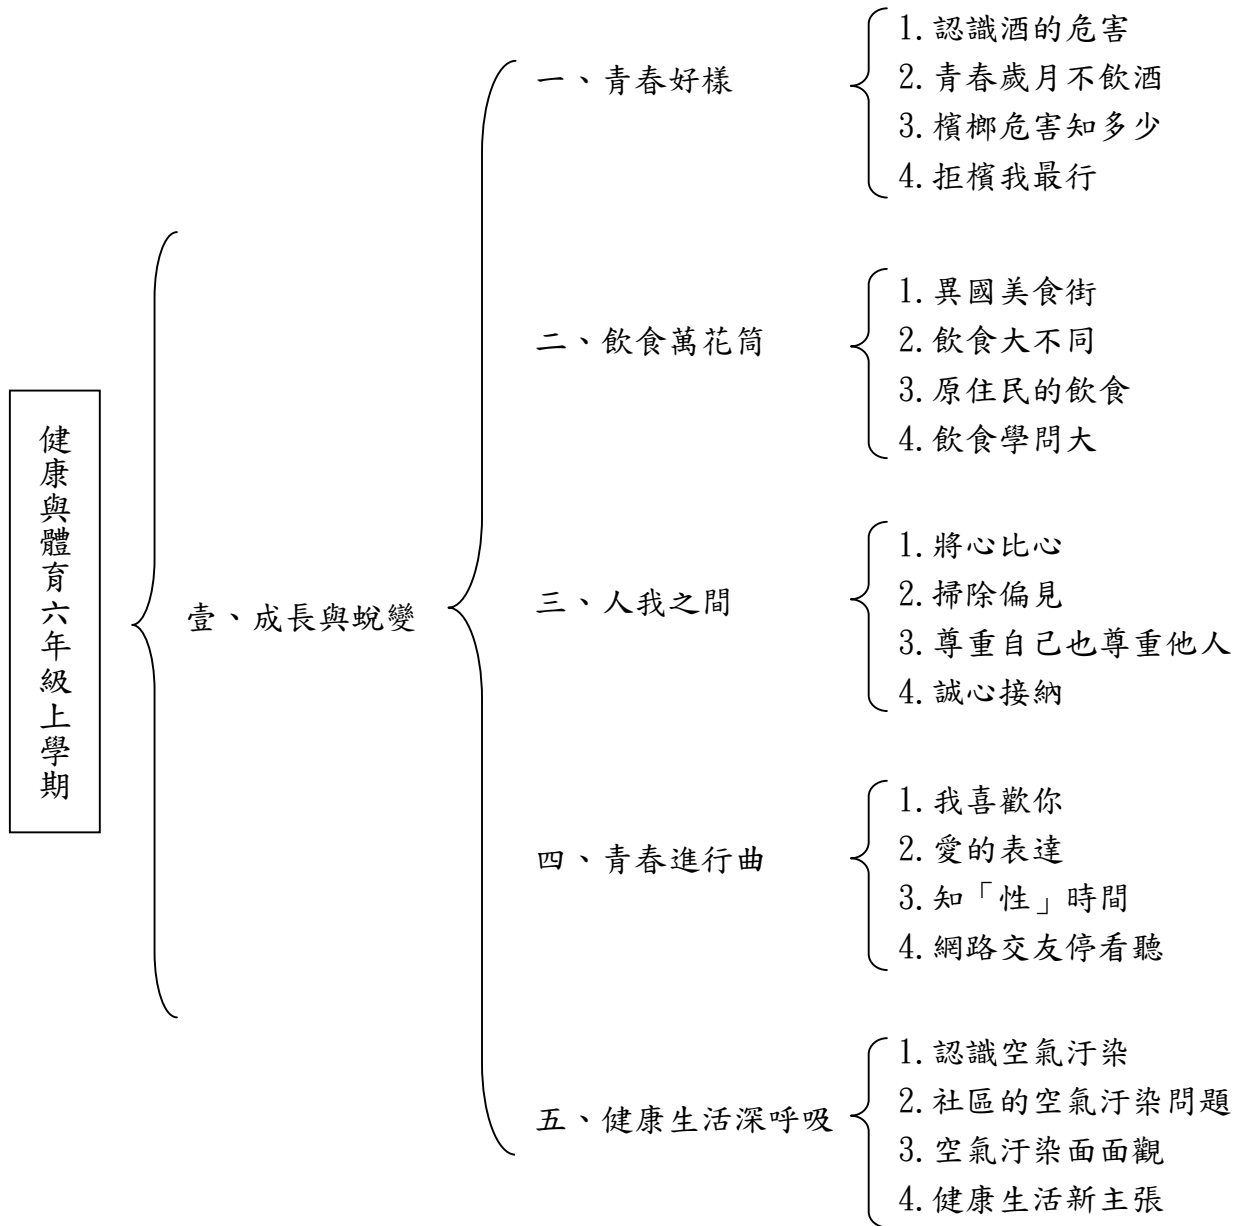 健康與體育六年級上學期
壹、成長與蛻變
一、青春好樣
1.認識酒的危害
2.青春歲月不飲酒
3.檳榔危害知多少
4.拒檳我最行
二、飲食萬花筒
1.異國美食街
2.飲食大不同
3.原住民的飲食
4.飲食學問大
三、人我之間
1.將心比心
2.掃除偏見
3.尊重自己也尊重他人
4.誠心接納
四、青春進行曲
1.我喜歡你
2.愛的表達
3.知「性」時間
4.網路交友停看聽
五、健康生活深呼吸
1.認識空氣汙染
2.社區的空氣汙染問題
3.空氣汙染面面觀
4.健康生活新主張